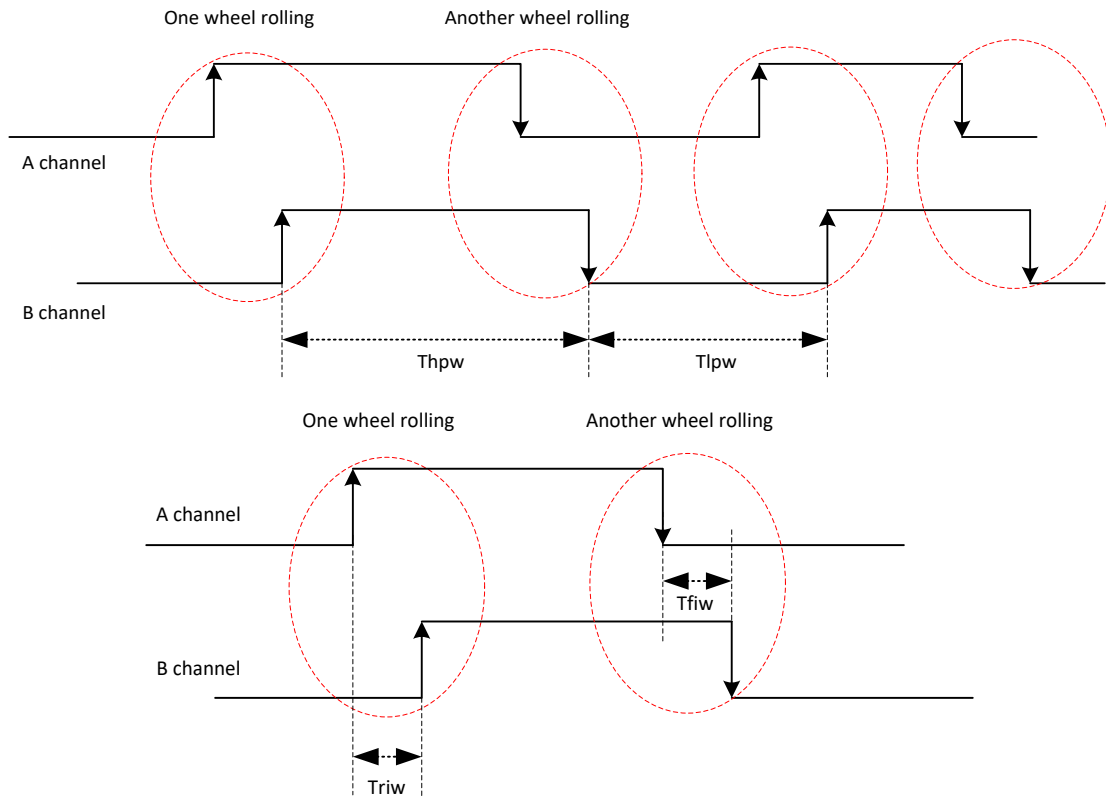 One wheel rolling
Another wheel rolling
A channel
B channel
Thpw
Tlpw
One wheel rolling
Another wheel rolling
A channel
Tfiw
B channel
Triw